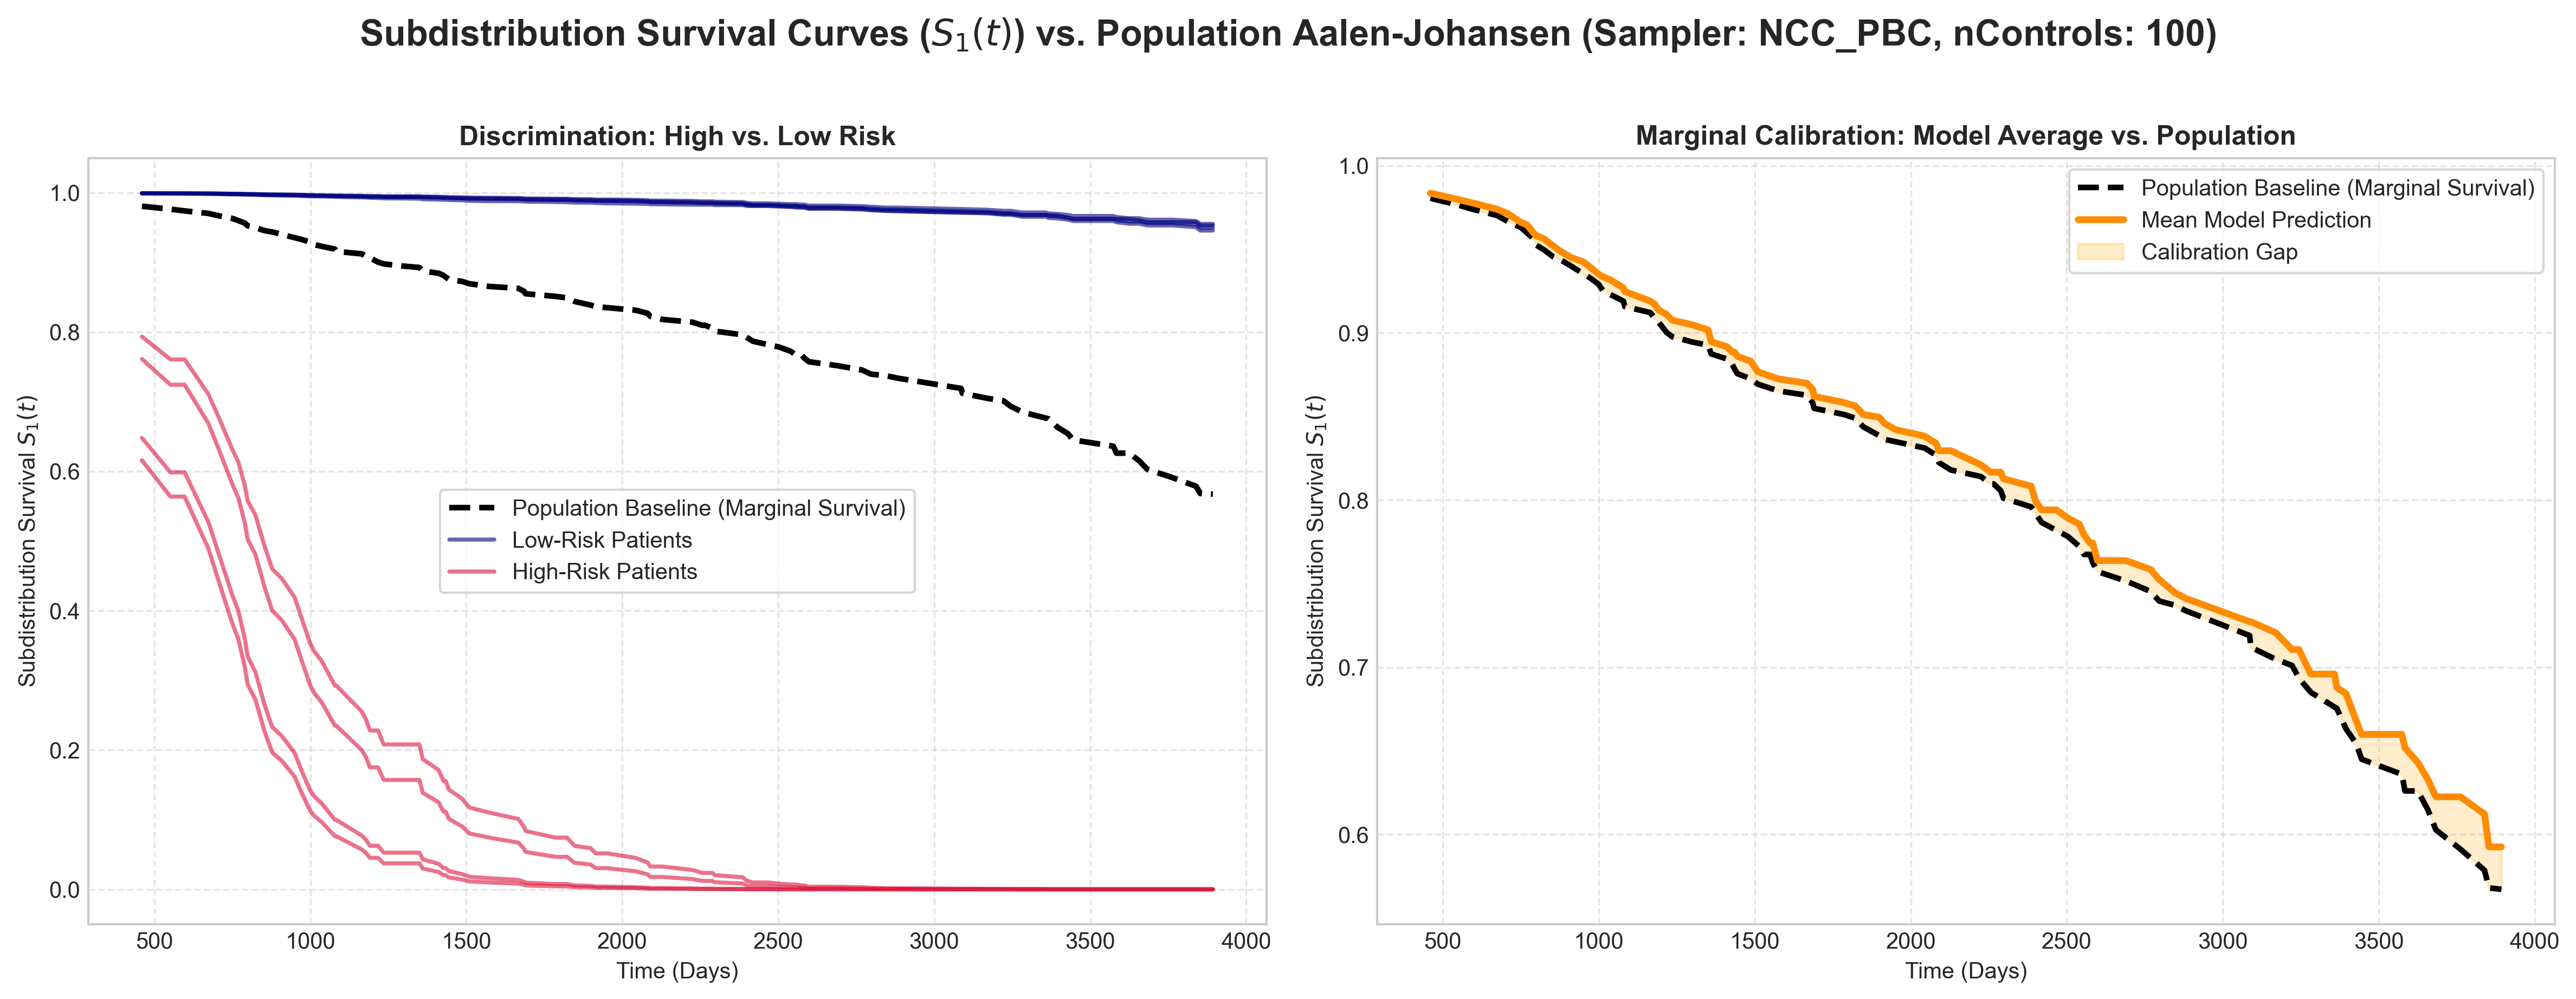 Subdistribution Survival Curves (S₁(t)) vs. Population Aalen-Johansen (Sampler: NCC_PBC, nControls: 100)
Discrimination: High vs. Low Risk
Subdistribution Survival S₁(t)
1.0
0.8
0.6
0.4
0.2
0.0
Population Baseline (Marginal Survival)
Low-Risk Patients
High-Risk Patients
500 1000 1500 2000 2500 3000 3500 4000
Time (Days)
Marginal Calibration: Model Average vs. Population
Subdistribution Survival S₁(t)
1.0
0.9
0.8
0.7
0.6
Population Baseline (Marginal Survival)
Mean Model Prediction
Calibration Gap
500 1000 1500 2000 2500 3000 3500 4000
Time (Days)